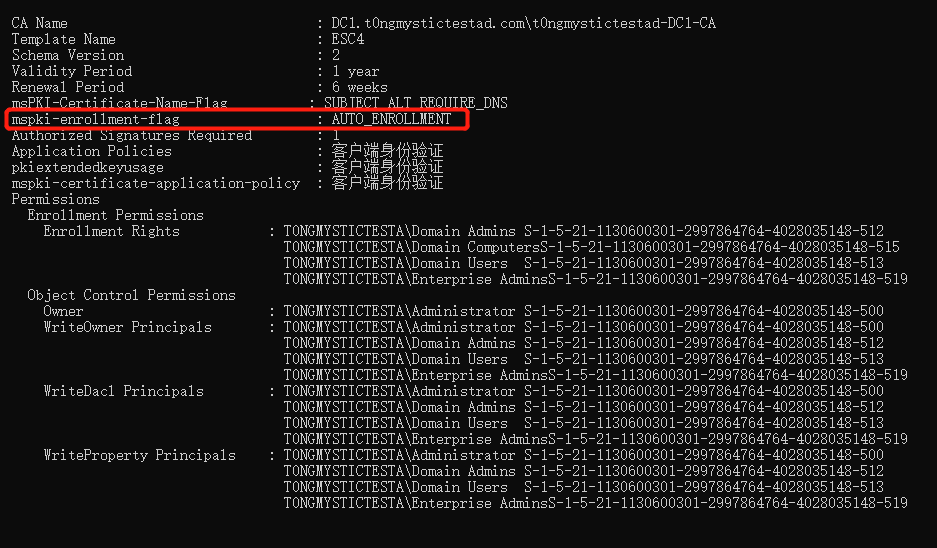 CA Name : DC1.t0ngmystictestad.com\t0ngmystictestad-DC1-CA
Template Name : ESC4
Schema Version : 2
Validity Period : 1 year
Renewal Period : 6 weeks
msPKI-Certificate-Name-Flag : SUBJECT_ALT_REQUIRE_DNS
mspki-enrollment-flag : AUTO_ENROLLMENT
Authorized Signatures Required : 1
Application Policies : 客户端身份验证
pkiextendedkeyusage : 客户端身份验证
mspki-certificate-application-policy : 客户端身份验证
Permissions
Enrollment Permissions
Enrollment Rights : TONGMYSTICTESTA\Domain Admins S-1-5-21-1130600301-2997864764-4028035148-512
TONGMYSTICTESTA\Domain ComputersS-1-5-21-1130600301-2997864764-4028035148-515
TONGMYSTICTESTA\Domain Users S-1-5-21-1130600301-2997864764-4028035148-513
TONGMYSTICTESTA\Enterprise AdminsS-1-5-21-1130600301-2997864764-4028035148-519
Object Control Permissions
Owner : TONGMYSTICTESTA\Administrator S-1-5-21-1130600301-2997864764-4028035148-500
WriteOwner Principals : TONGMYSTICTESTA\Administrator S-1-5-21-1130600301-2997864764-4028035148-500
TONGMYSTICTESTA\Domain Admins S-1-5-21-1130600301-2997864764-4028035148-512
TONGMYSTICTESTA\Domain Users S-1-5-21-1130600301-2997864764-4028035148-513
TONGMYSTICTESTA\Enterprise AdminsS-1-5-21-1130600301-2997864764-4028035148-519
WriteDacl Principals : TONGMYSTICTESTA\Administrator S-1-5-21-1130600301-2997864764-4028035148-500
TONGMYSTICTESTA\Domain Admins S-1-5-21-1130600301-2997864764-4028035148-512
TONGMYSTICTESTA\Domain Users S-1-5-21-1130600301-2997864764-4028035148-513
TONGMYSTICTESTA\Enterprise AdminsS-1-5-21-1130600301-2997864764-4028035148-519
WriteProperty Principals : TONGMYSTICTESTA\Administrator S-1-5-21-1130600301-2997864764-4028035148-500
TONGMYSTICTESTA\Domain Admins S-1-5-21-1130600301-2997864764-4028035148-512
TONGMYSTICTESTA\Domain Users S-1-5-21-1130600301-2997864764-4028035148-513
TONGMYSTICTESTA\Enterprise AdminsS-1-5-21-1130600301-2997864764-4028035148-519